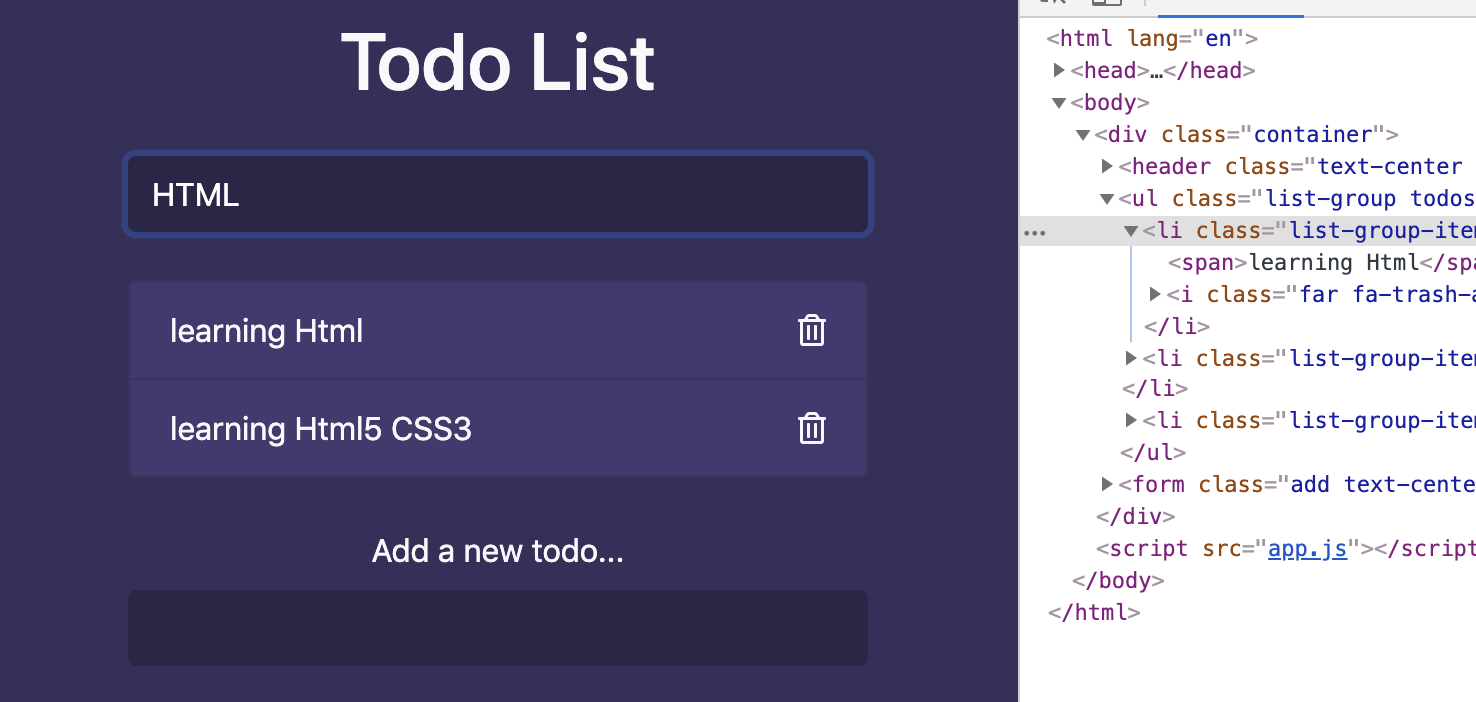 Todo List
HTML
learning Html
learning Html5 CSS3
Add a new todo...
<html lang="en">
<head>…</head>
<body>
<div class="container">
<header class="text-center
<ul class="list-group todos
<li class="list-group-item
<span>learning Html</spa
<i class="far fa-trash-a
</li>
<li class="list-group-item
</li>
<li class="list-group-item
</ul>
<form class="add text-cente
</div>
<script src="app.js"></script
</body>
</html>